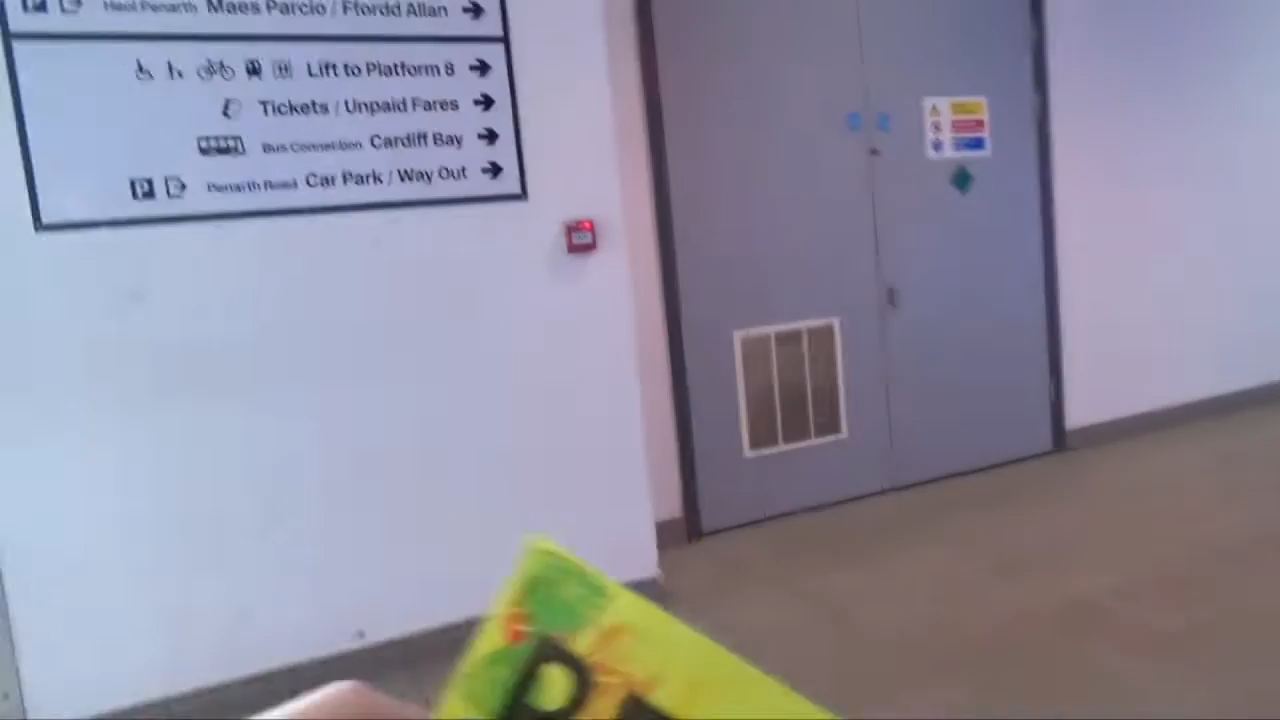 Heol Penarth Maes Parcio / Ffordd Allan
Lift to Platform 8
Tickets / Unpaid Fares
Bus Connection Cardiff Bay
P Penarth Road Car Park / Way Out